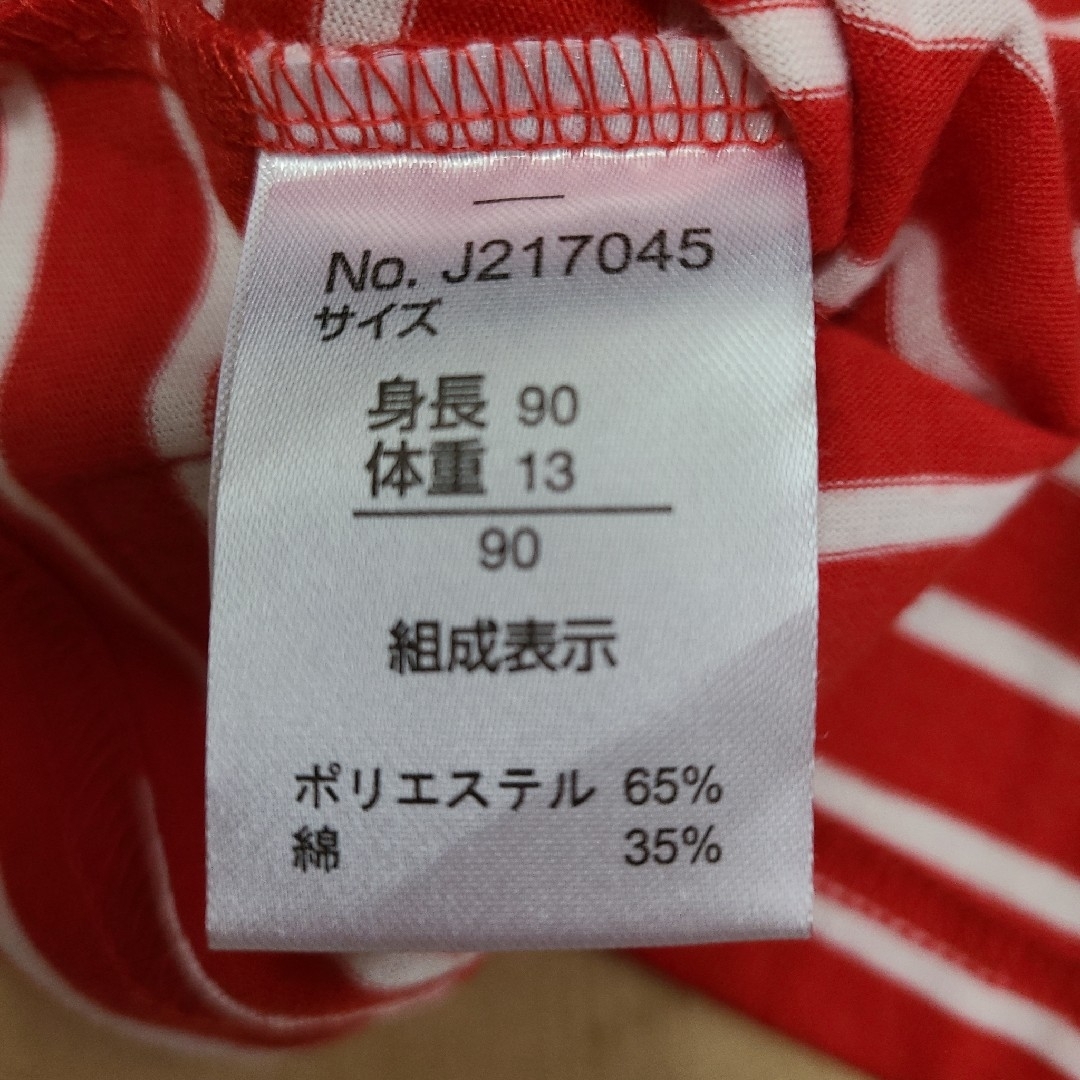 No. J217045
サイズ
身長 90
体重 13
90
組成表示
ポリエステル 65%
綿 35%